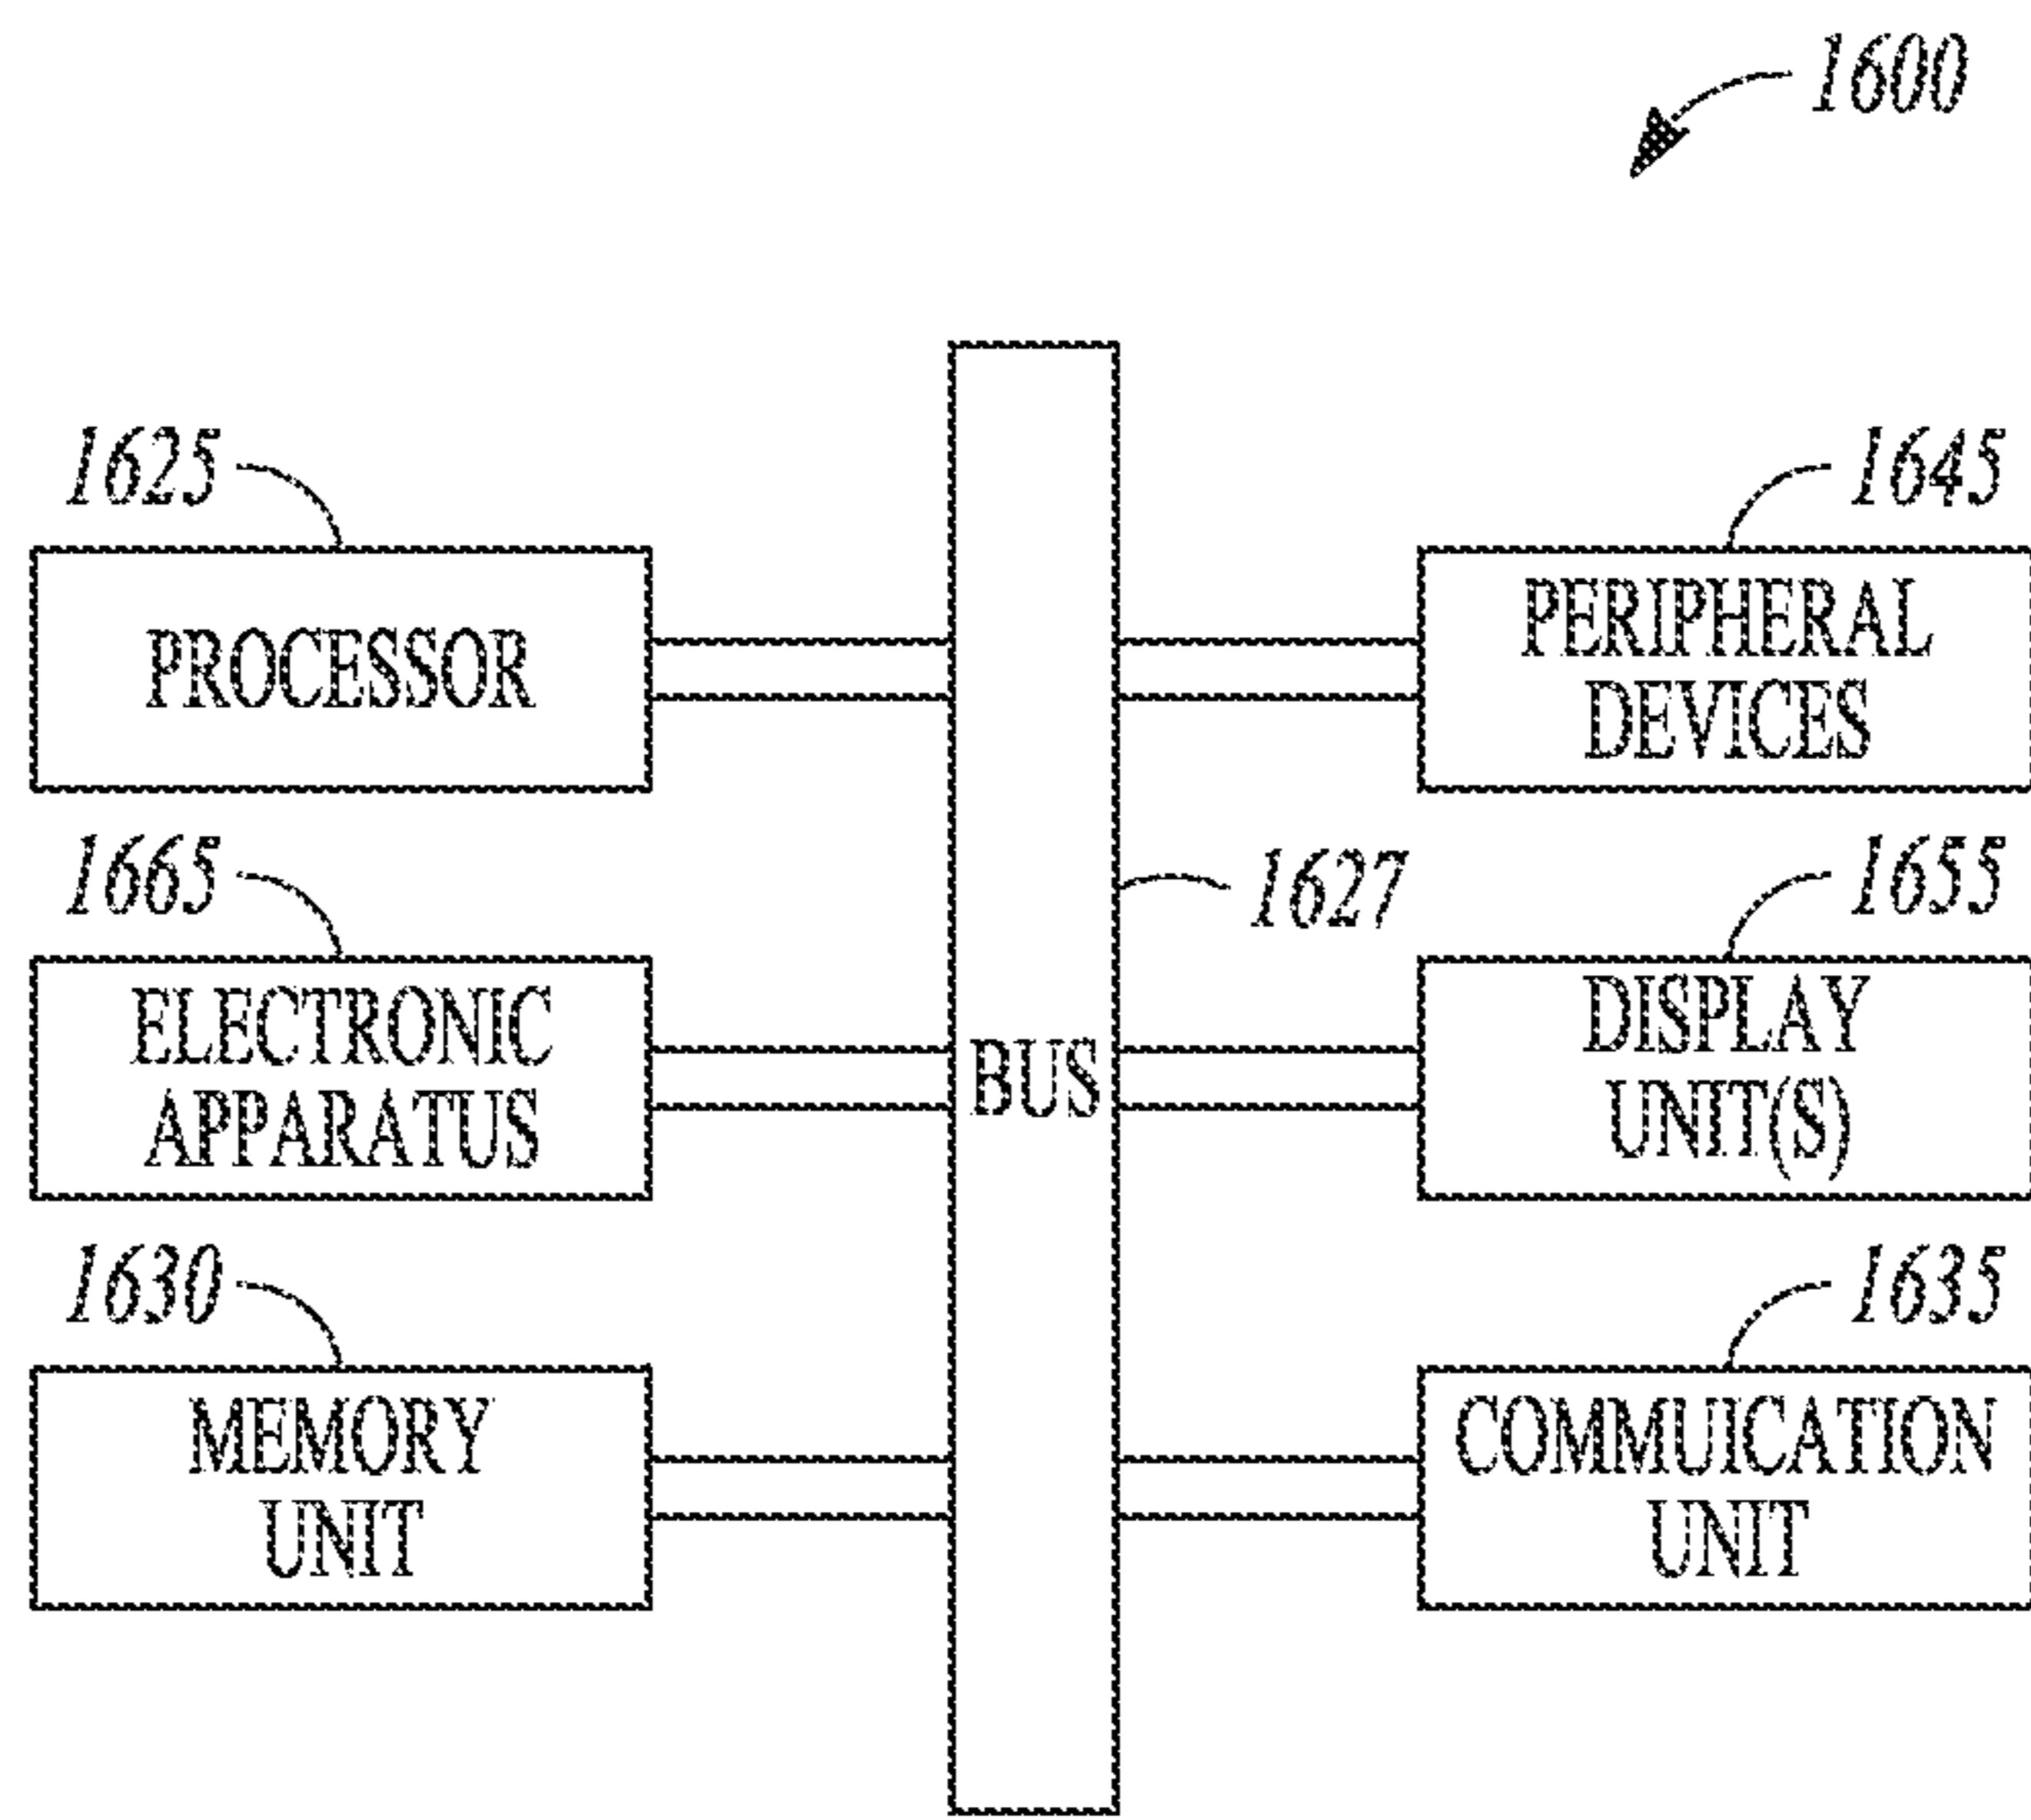 1600
1625
1645
PROCESSOR
PERIPHERAL
DEVICES
1665
1627
1655
ELECTRONIC
APPARATUS
BUS
DISPLAY
UNIT(S)
1630
1635
MEMORY
UNIT
COMMUICATION
UNIT